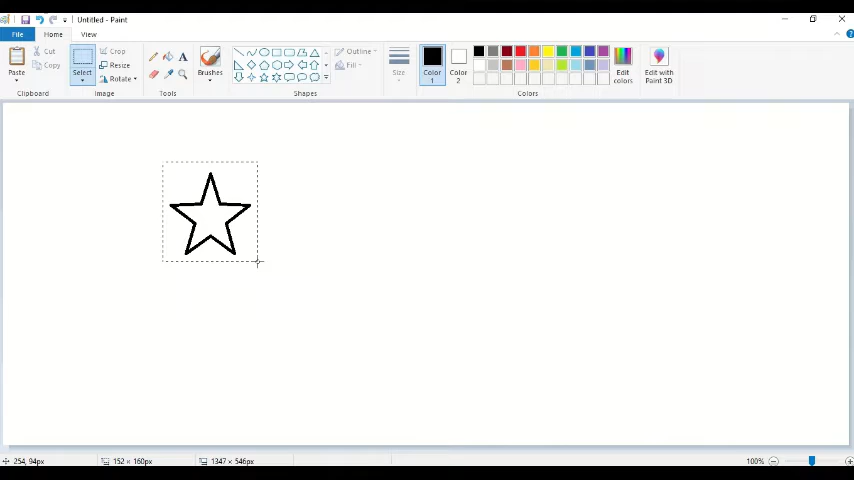 Untitled - Paint
File Home View
Paste
Cut
Copy
Clipboard
Select
Crop
Resize
Rotate
Image
A
Tools
Brushes
Outline
Fill
Shapes
Size
Color 1
Color 2
Edit colors
Colors
Edit with Paint 3D
254, 94px
152 × 160px
1347 × 546px
100%